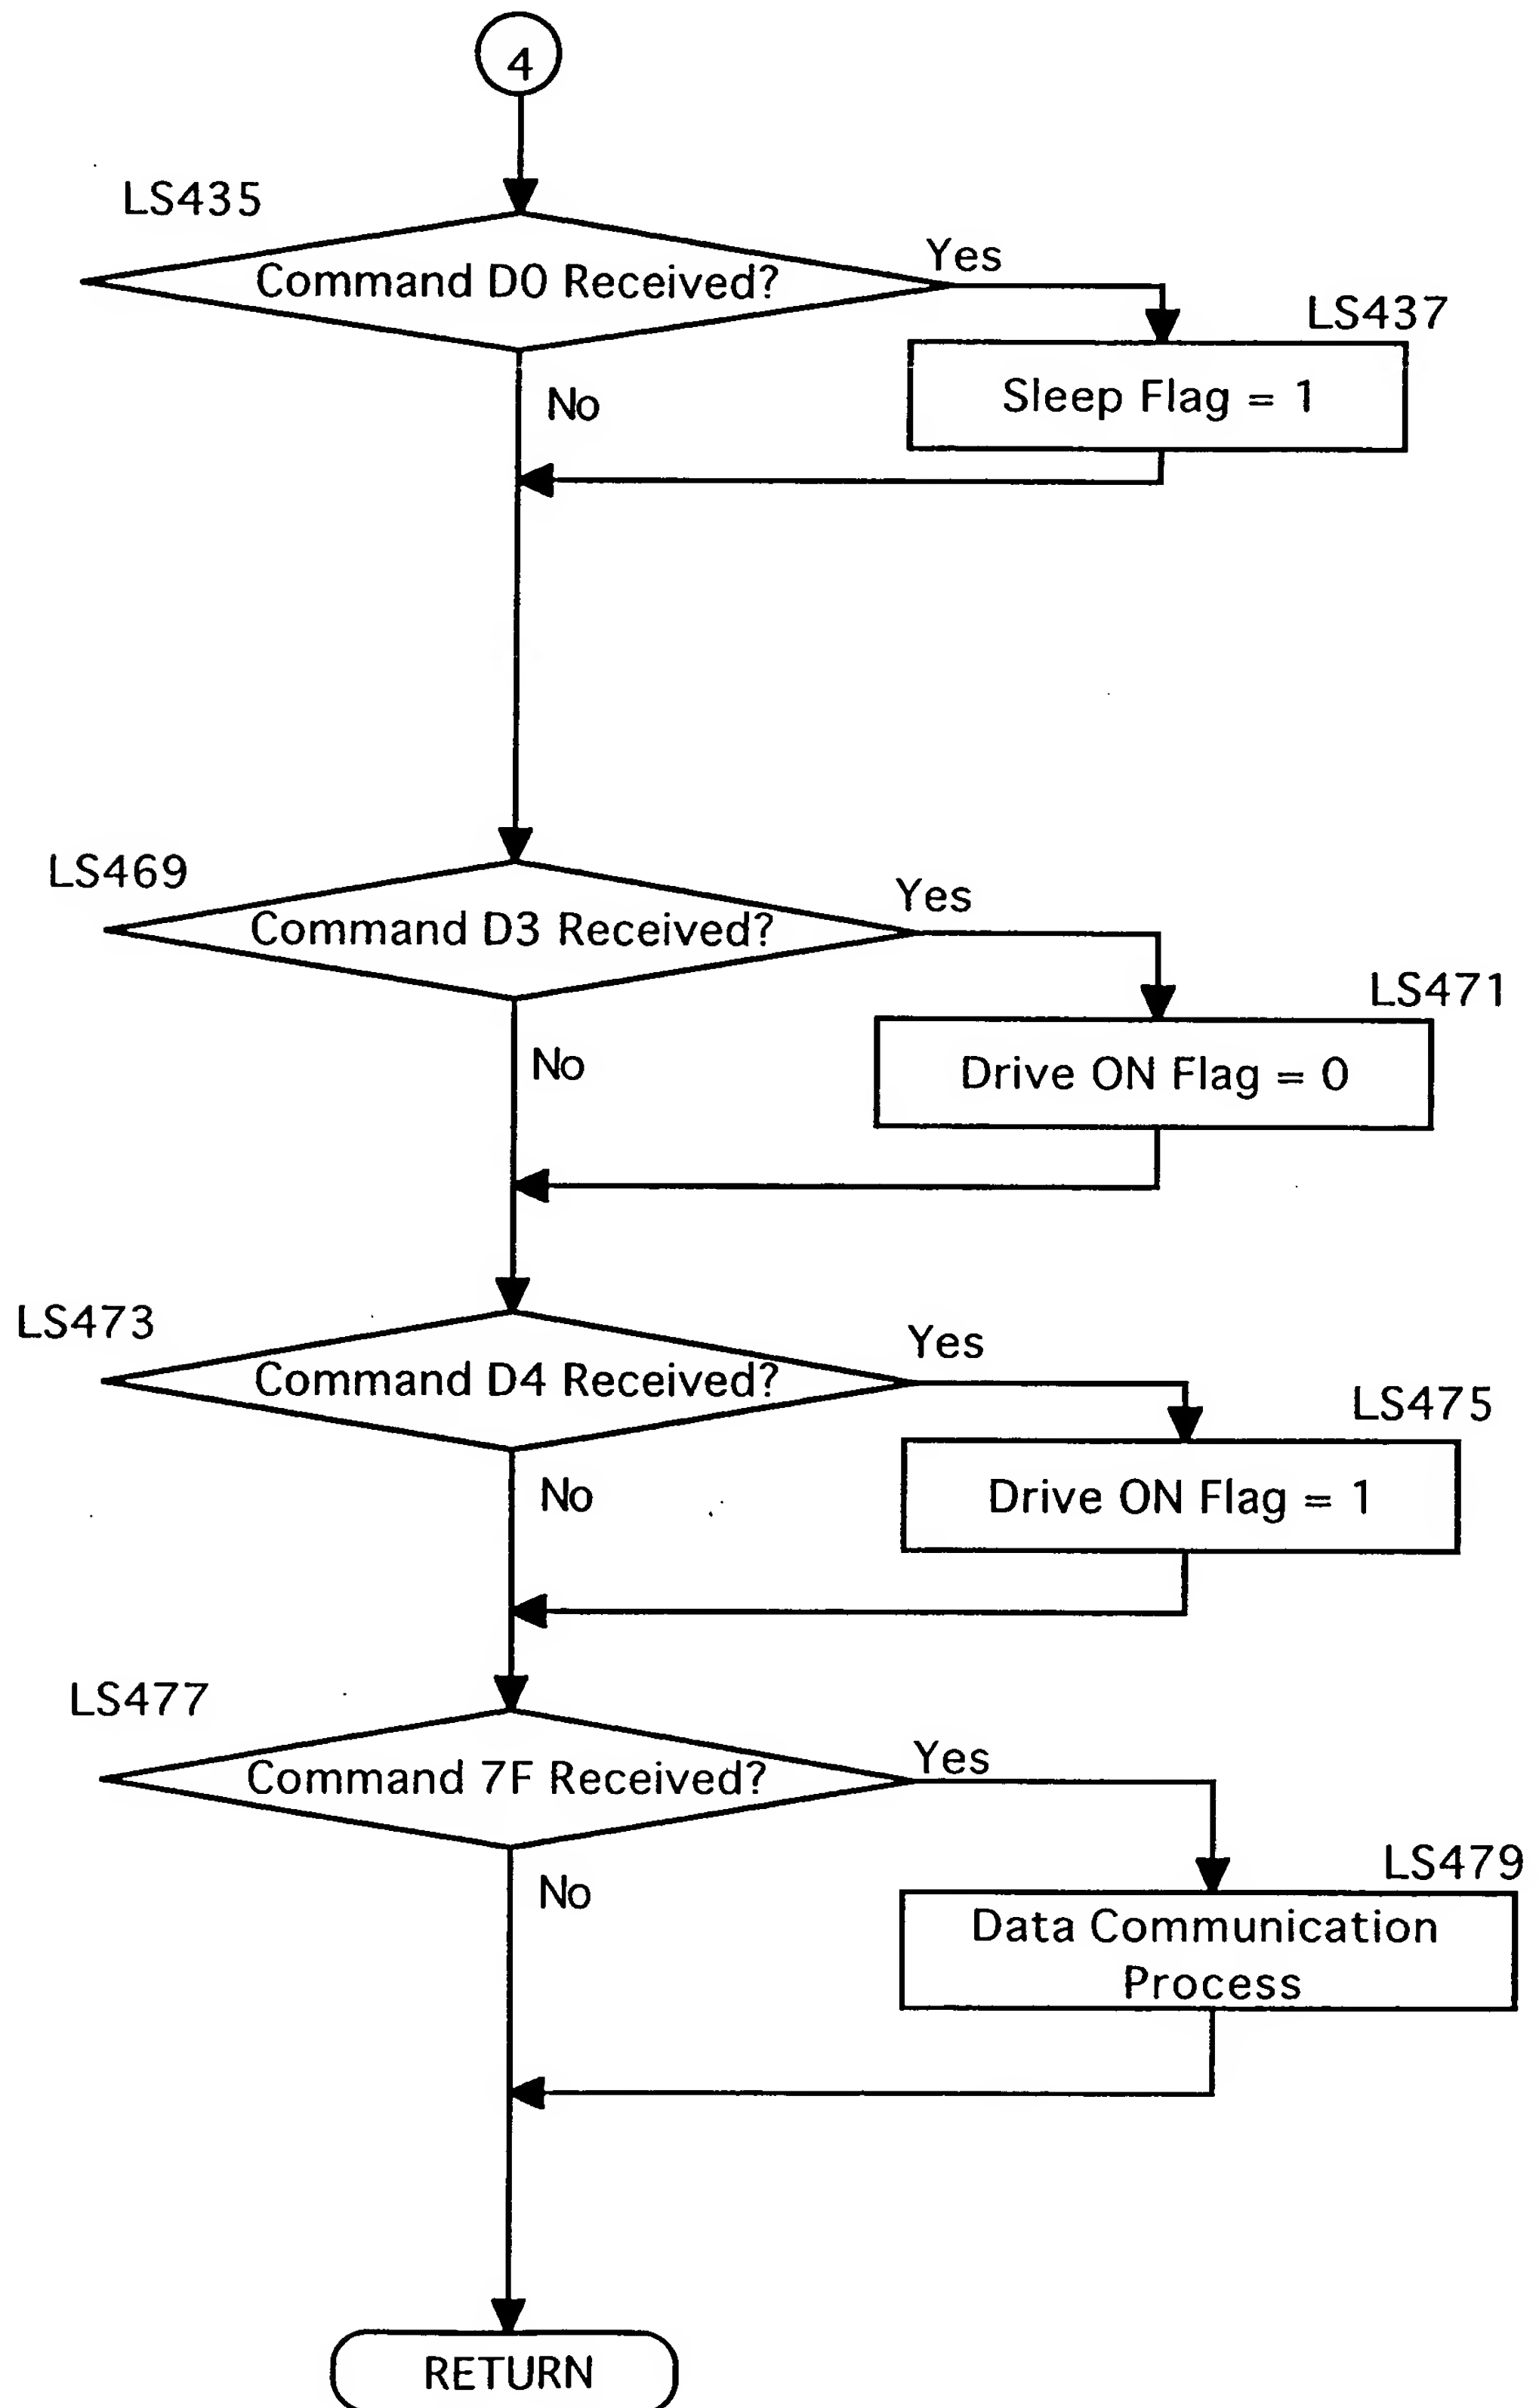 4
LS435
Command D0 Received?
Yes
LS437
Sleep Flag = 1
No
LS469
Command D3 Received?
Yes
LS471
Drive ON Flag = 0
No
LS473
Command D4 Received?
Yes
LS475
Drive ON Flag = 1
No
LS477
Command 7F Received?
Yes
LS479
Data Communication
Process
No
RETURN